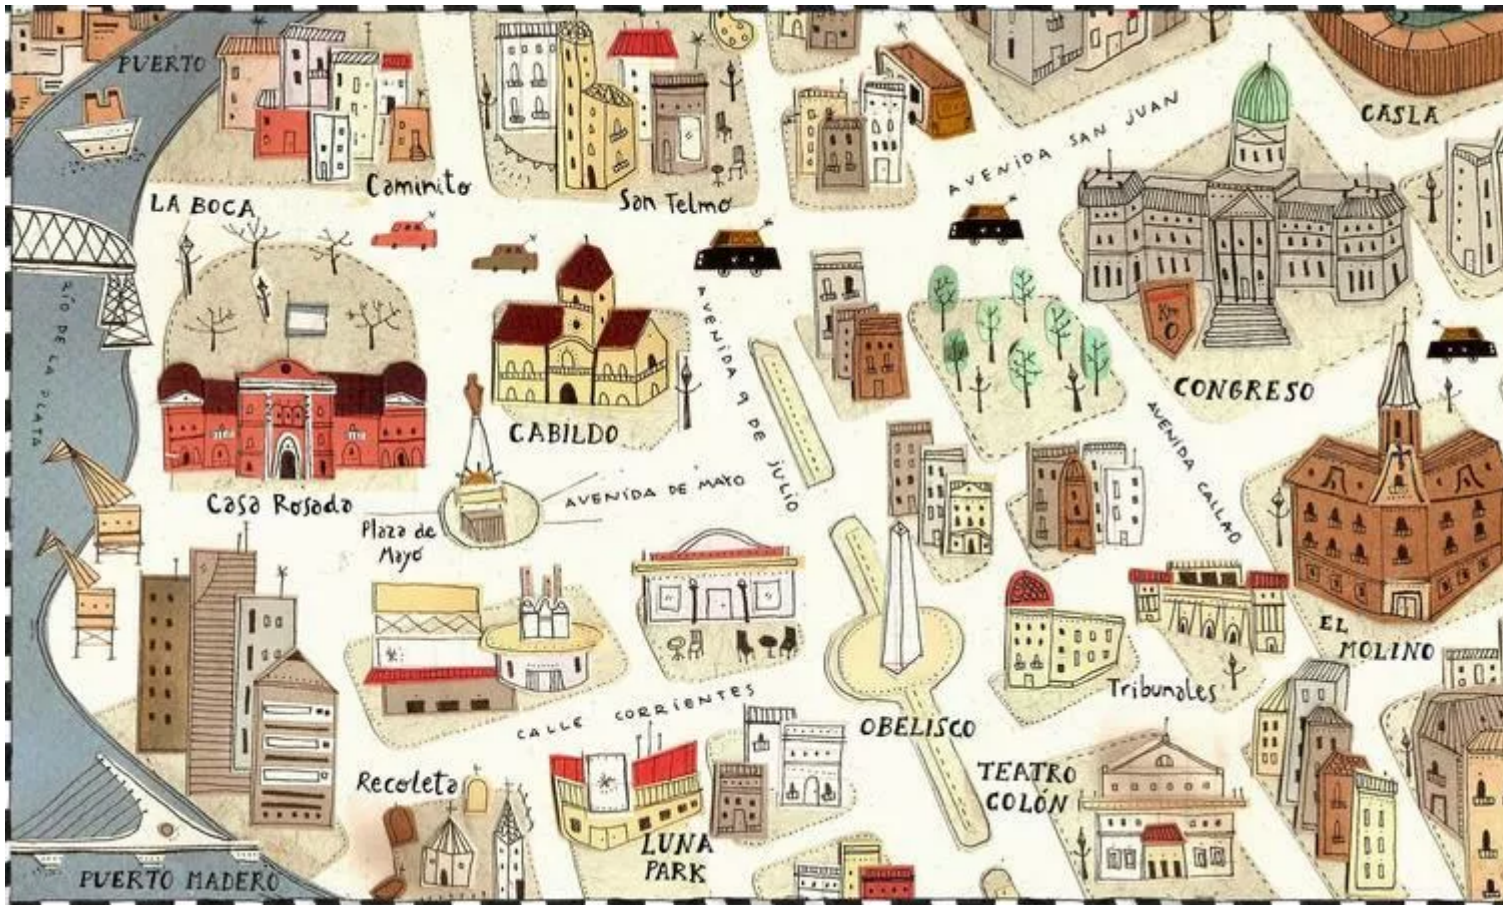 PUERTO
CASLA
AVENIDA SAN JUAN
Caminito
San Telmo
LA BOCA
RÍO DE LA PLATA
AVENIDA 9 DE JULIO
Km
0
CONGRESO
CABILDO
AVENIDA CALLAO
Casa Rosada
AVENIDA DE MAYO
Plaza de
Mayo
EL
MOLINO
Tribunales
CALLE CORRIENTES
OBELISCO
Recoleta
TEATRO
COLÓN
LUNA
PARK
PUERTO MADERO